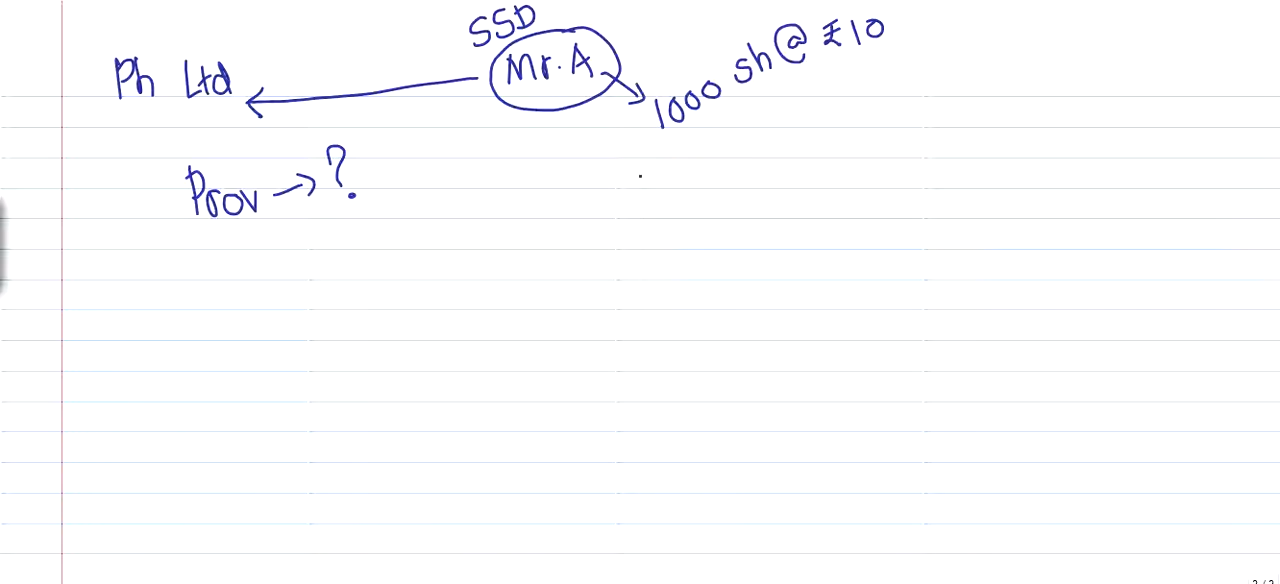 SSD
Ph Ltd ← Mr. A → 1000 sh @ ₹10
Prov → ?